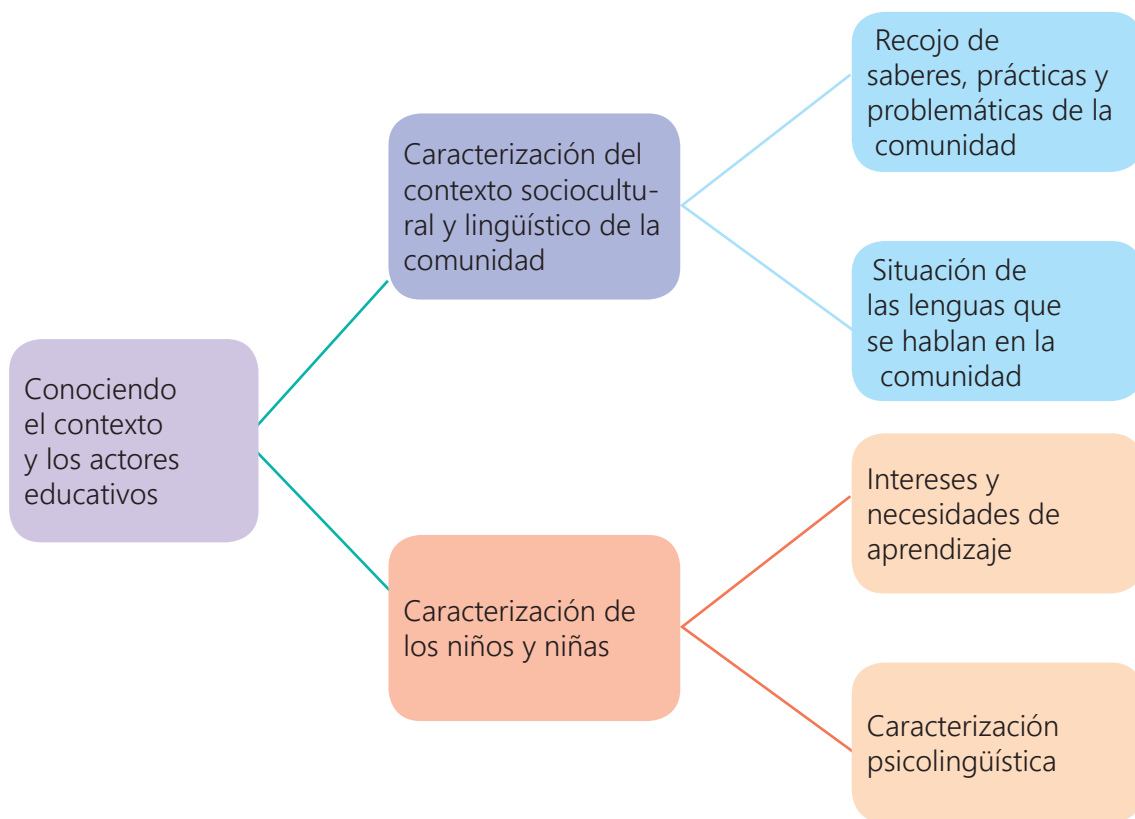 Conociendo
el contexto
y los actores
educativos
Caracterización del
contexto sociocultu-
ral y lingüístico de la
comunidad
Recojo de
saberes, prácticas y
problemáticas de la
comunidad
Situación de
las lenguas que
se hablan en la
comunidad
Caracterización de
los niños y niñas
Intereses y
necesidades de
aprendizaje
Caracterización
psicolingüística